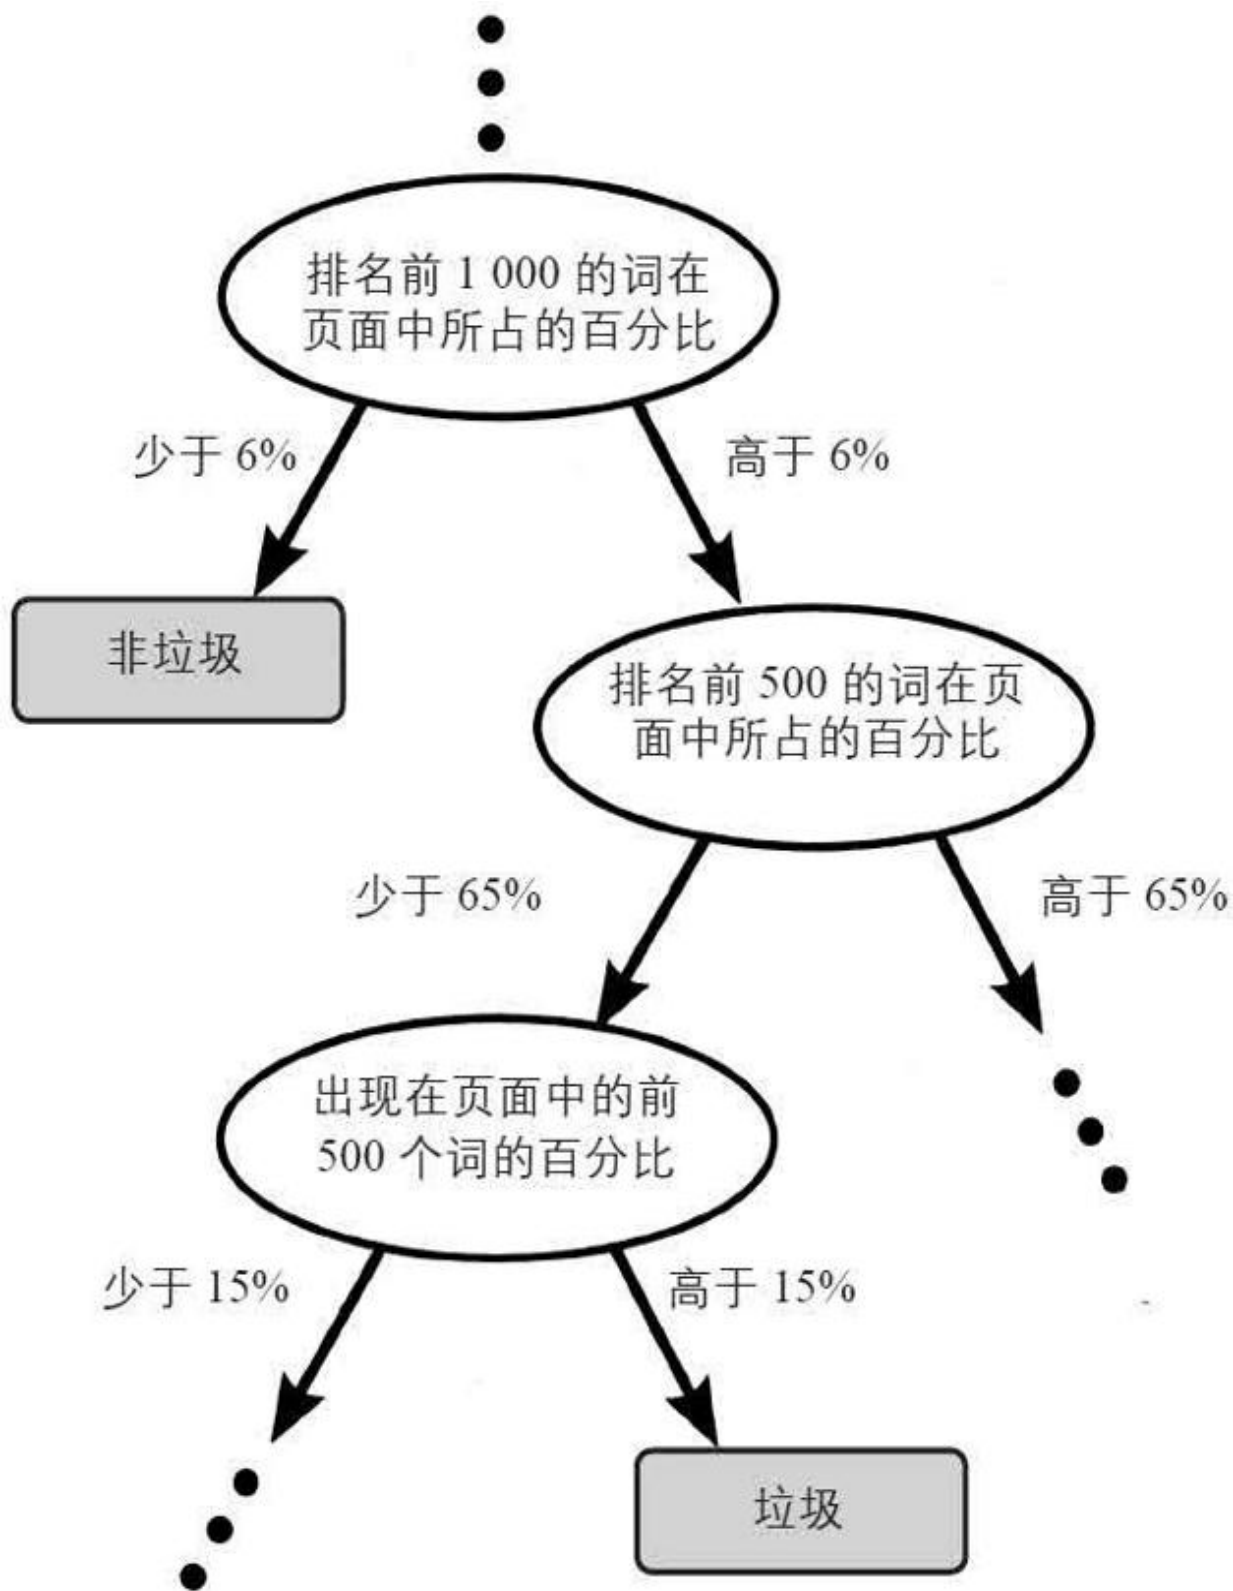 排名前 1 000 的词在
页面中所占的百分比
少于 6%
高于 6%
非垃圾
排名前 500 的词在页
面中所占的百分比
少于 65%
高于 65%
出现在页面中的前
500 个词的百分比
少于 15%
高于 15%
垃圾